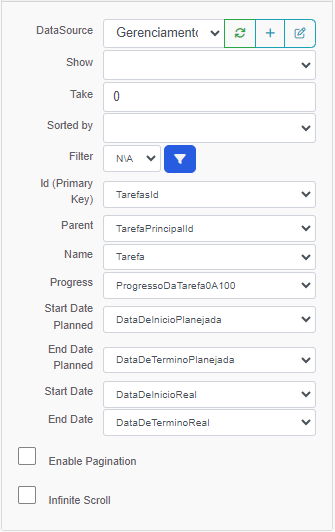 DataSource Gerenciamento
Show
Take 0
Sorted by
Filter N\A
Id (Primary
Key) TarefasId
Parent TarefaPrincipalId
Name Tarefa
Progress ProgressoDaTarefa0A100
Start Date
Planned DataDeInicioPlanejada
End Date
Planned DataDeTerminoPlanejada
Start Date DataDeInicioReal
End Date DataDeTerminoReal
Enable Pagination
Infinite Scroll